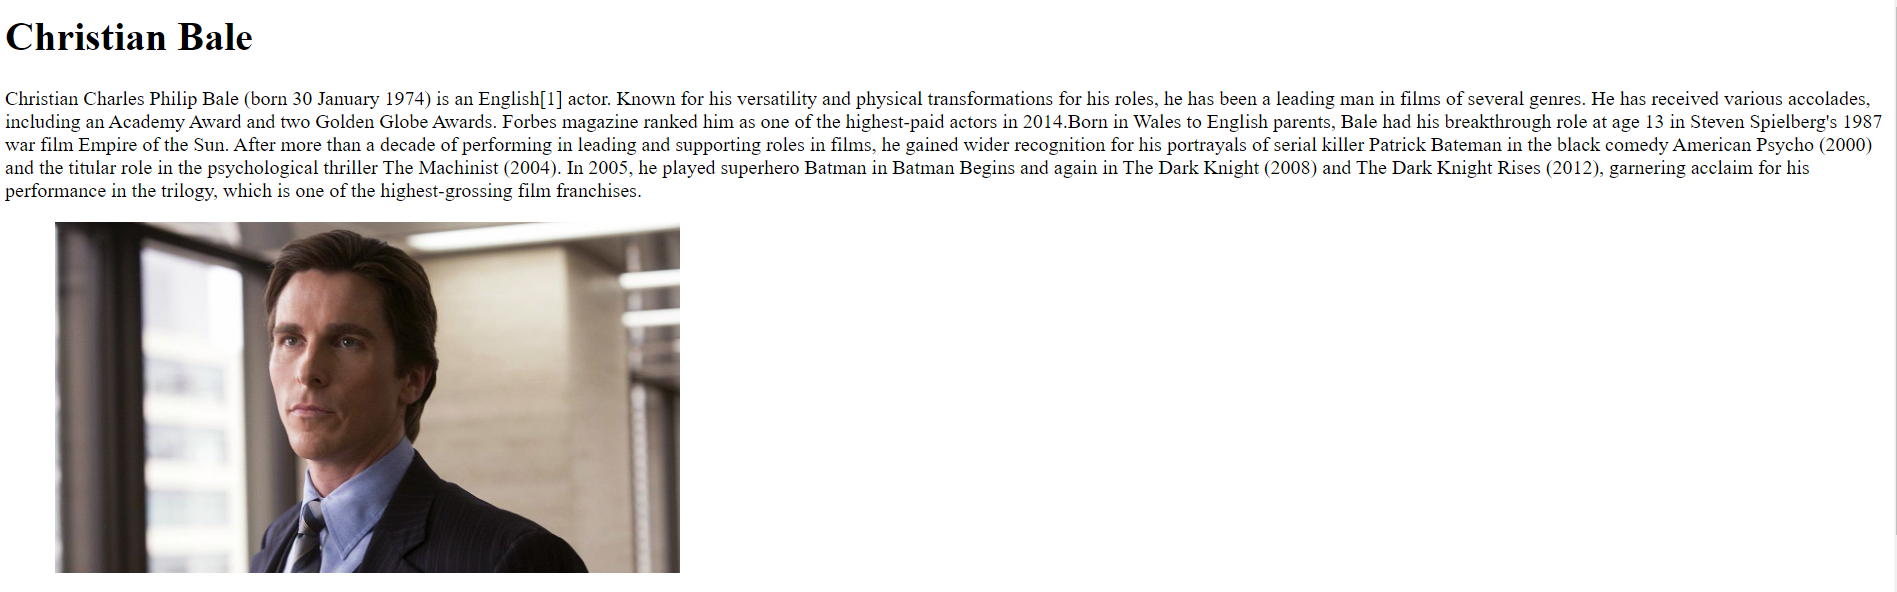 Christian Bale
Christian Charles Philip Bale (born 30 January 1974) is an English[1] actor. Known for his versatility and physical transformations for his roles, he has been a leading man in films of several genres. He has received various accolades,
including an Academy Award and two Golden Globe Awards. Forbes magazine ranked him as one of the highest-paid actors in 2014.Born in Wales to English parents, Bale had his breakthrough role at age 13 in Steven Spielberg's 1987
war film Empire of the Sun. After more than a decade of performing in leading and supporting roles in films, he gained wider recognition for his portrayals of serial killer Patrick Bateman in the black comedy American Psycho (2000)
and the titular role in the psychological thriller The Machinist (2004). In 2005, he played superhero Batman in Batman Begins and again in The Dark Knight (2008) and The Dark Knight Rises (2012), garnering acclaim for his
performance in the trilogy, which is one of the highest-grossing film franchises.